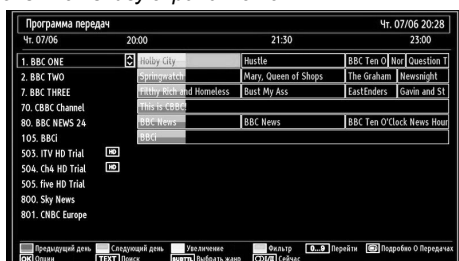 Программа передач Чт. 07/06 20:28
Чт. 07/06 20:00 21:30 23:00
1. BBC ONE Holby City Hustle BBC Ten O Nor Question T
2. BBC TWO Springwatch Mary, Queen of Shops The Graham Newsnight
7. BBC THREE Filthy Rich and Homeless Bust My Ass EastEnders Gavin and St
70. CBBC Channel This is CBBC!
80. BBC NEWS 24 BBC News BBC News BBC Ten O'Clock News Hour
105. BBCi BBCi
503. ITV HD Trial HD
504. Ch4 HD Trial HD
505. five HD Trial
800. Sky News
801. CNBC Europe
Предыдущий день Следующий день Увеличение Фильтр 0...9 Перейти Подробно О Передачах
OK Опции TEXT Поиск SUBTTL Выбрать жанр Сейчас